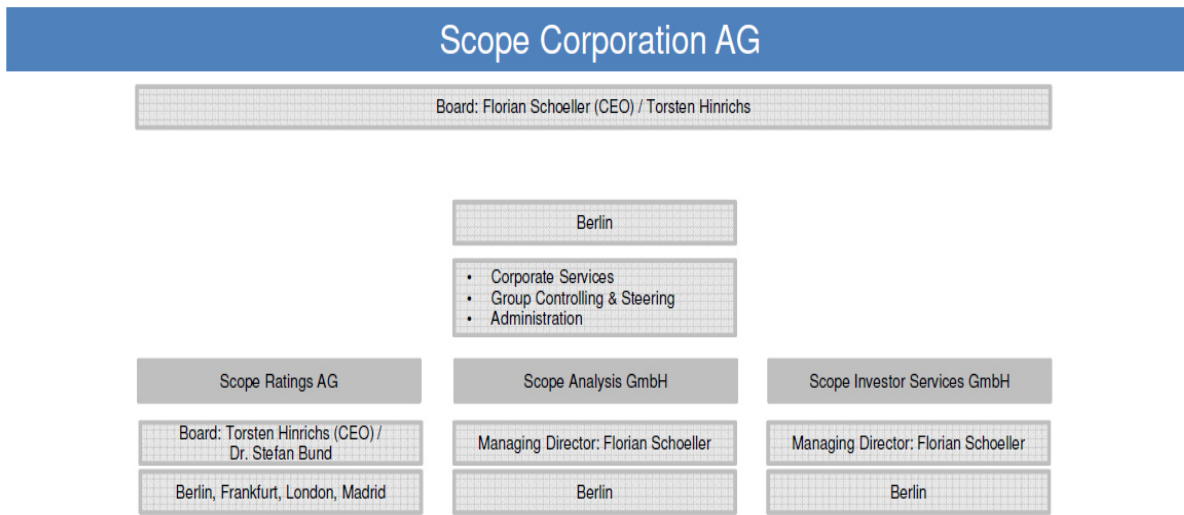 Scope Corporation AG
Board: Florian Schoeller (CEO) / Torsten Hinrichs
Berlin
• Corporate Services
• Group Controlling & Steering
• Administration
Scope Ratings AG
Scope Analysis GmbH
Scope Investor Services GmbH
Board: Torsten Hinrichs (CEO) /
Dr. Stefan Bund
Managing Director: Florian Schoeller
Managing Director: Florian Schoeller
Berlin, Frankfurt, London, Madrid
Berlin
Berlin